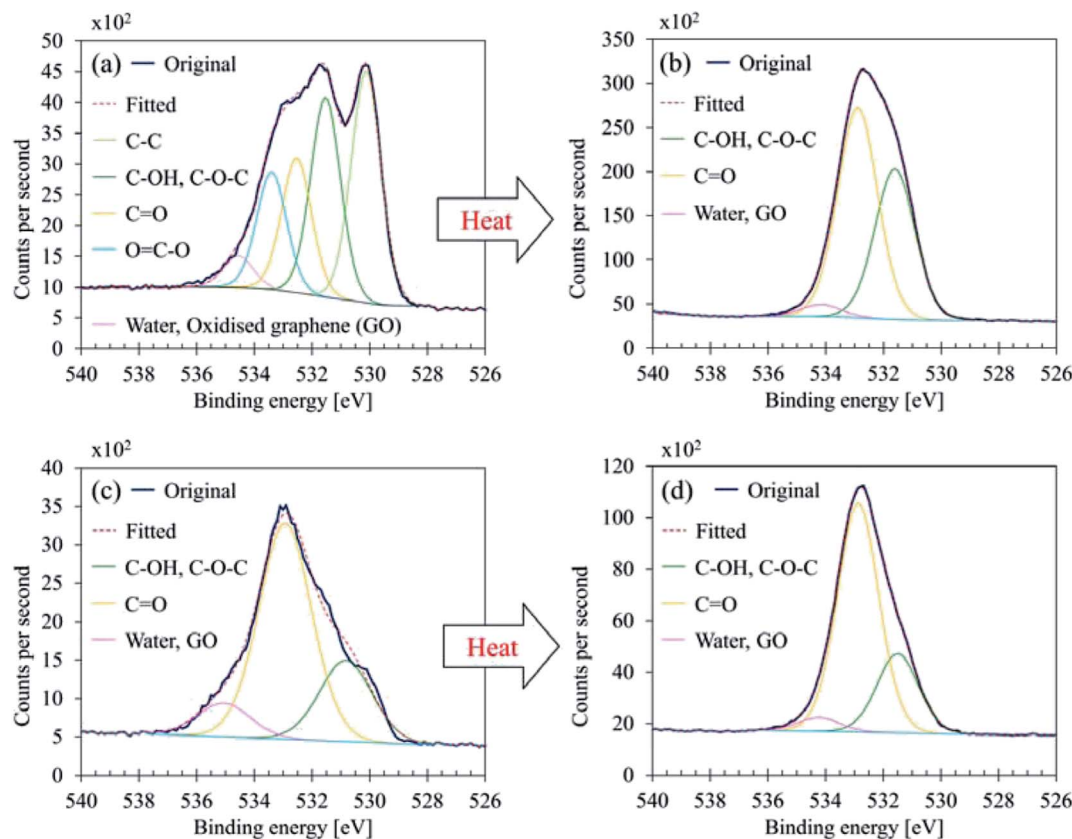 x10²
50
45
40
35
30
25
20
15
10
5
0
Counts per second
(a)
Original
Fitted
C-C
C-OH, C-O-C
C=O
O=C-O
Water, Oxidised graphene (GO)
540 538 536 534 532 530 528 526
Binding energy [eV]
Heat
x10²
350
300
250
200
150
100
50
0
Counts per second
(b)
Original
Fitted
C-OH, C-O-C
C=O
Water, GO
540 538 536 534 532 530 528 526
Binding energy [eV]
x10²
40
35
30
25
20
15
10
5
0
Counts per second
(c)
Original
Fitted
C-OH, C-O-C
C=O
Water, GO
540 538 536 534 532 530 528 526
Binding energy [eV]
Heat
x10²
120
100
80
60
40
20
0
Counts per second
(d)
Original
Fitted
C-OH, C-O-C
C=O
Water, GO
540 538 536 534 532 530 528 526
Binding energy [eV]